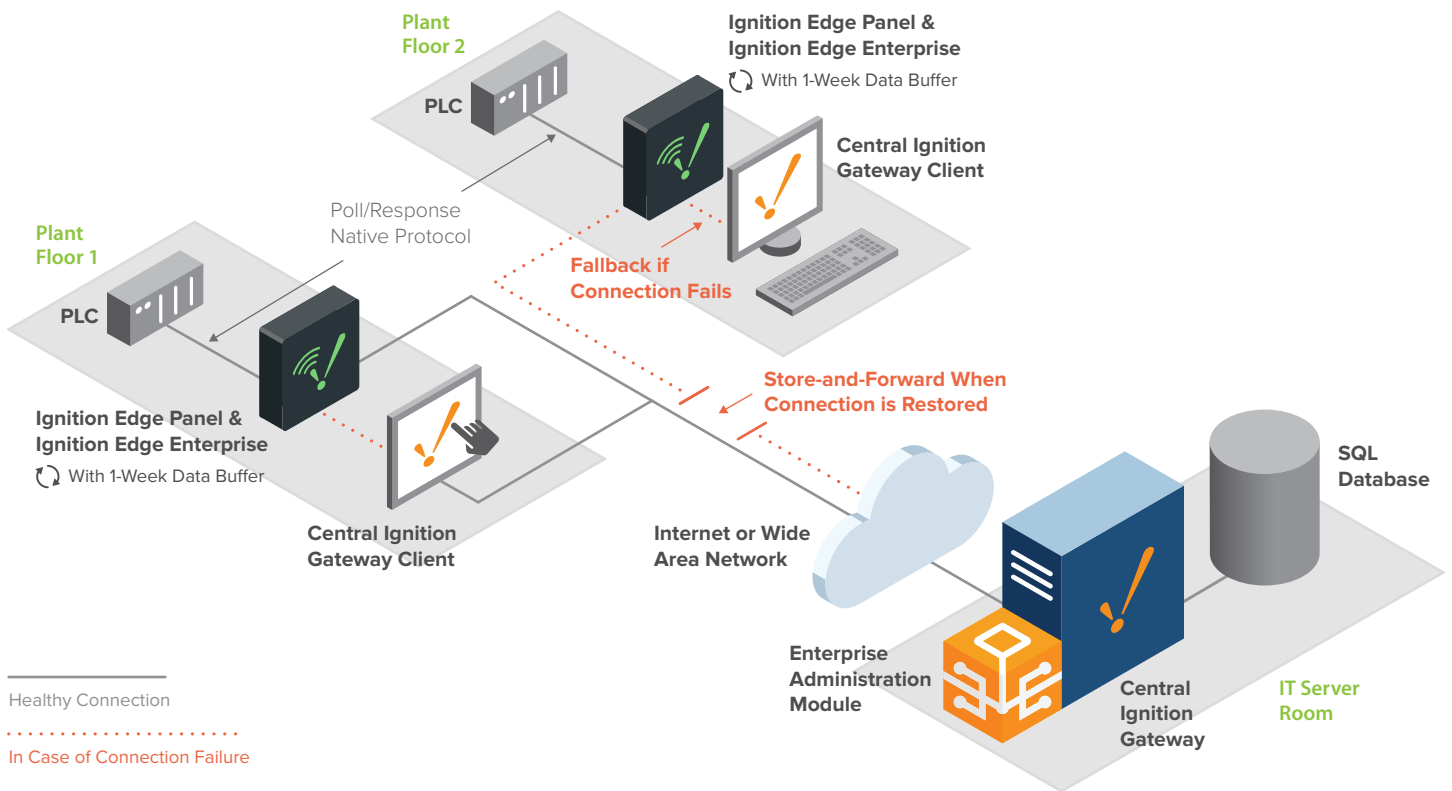 Plant
Floor 2
PLC
Ignition Edge Panel &
Ignition Edge Enterprise
With 1-Week Data Buffer
Central Ignition
Gateway Client
Poll/Response
Native Protocol
Fallback if
Connection Fails
Plant
Floor 1
PLC
Ignition Edge Panel &
Ignition Edge Enterprise
With 1-Week Data Buffer
Central Ignition
Gateway Client
Store-and-Forward When
Connection is Restored
Internet or Wide
Area Network
SQL
Database
Enterprise
Administration
Module
Central
Ignition
Gateway
IT Server
Room
Healthy Connection
In Case of Connection Failure